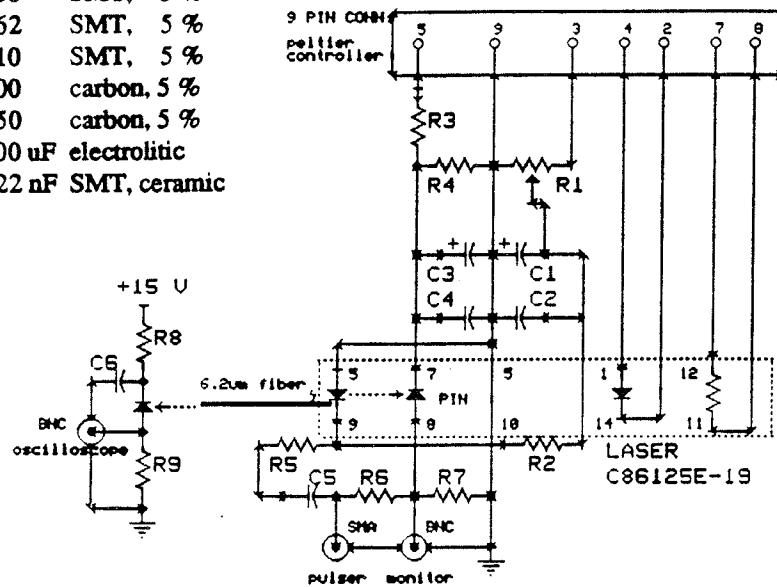 62 SMT, 5 %
10 SMT, 5 %
00 carbon, 5 %
50 carbon, 5 %
00 uF electrolitic
22 nF SMT, ceramic
9 PIN CONN
peltier
controller
5 9 3 4 2 7 8
R3
R4 R1
C3 C1
C4 C2
+ +
+15 V
R8
C6
6.2um fiber
5 7 5 1 12
PIN
9 8 10 14 11
BNC
oscilloscope
R9
R5 R2
LASER
C86125E-19
C5 R6 R7
SMA BNC
pulser monitor